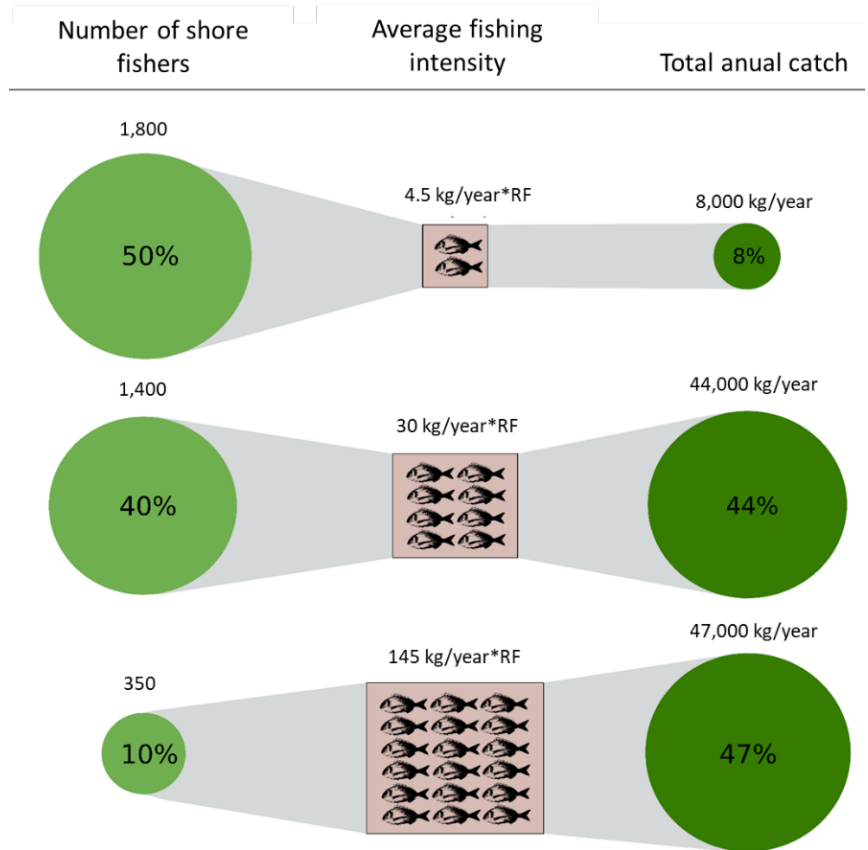 Number of shore
fishers
Average fishing
intensity
Total anual catch
1,800
4.5 kg/year*RF
8,000 kg/year
50%
8%
1,400
30 kg/year*RF
44,000 kg/year
40%
44%
350
145 kg/year*RF
47,000 kg/year
10%
47%